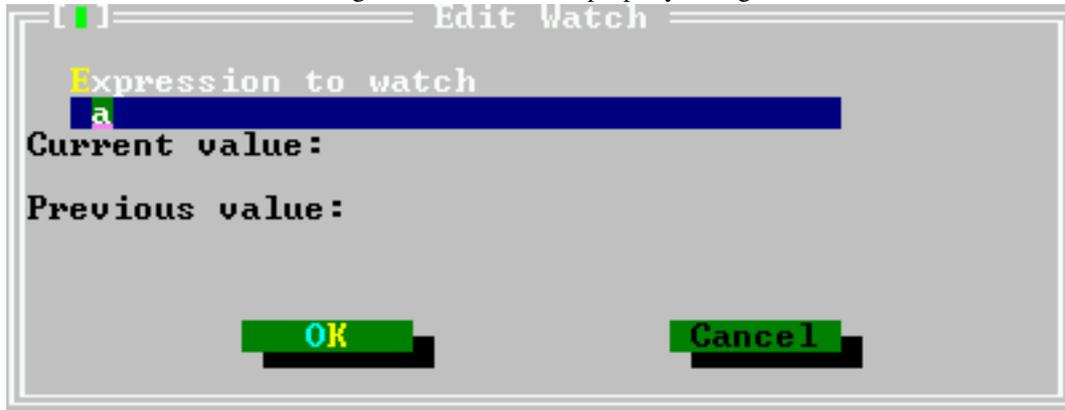 Edit Watch
Expression to watch
a
Current value:
Previous value:
OK Cancel